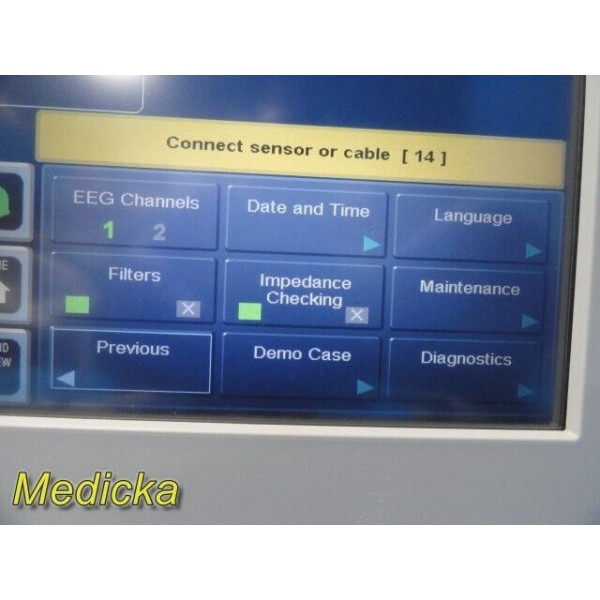 Connect sensor or cable [ 14 ]
EEG Channels
1 2
Date and Time
Language
Filters
Impedance
Checking
Maintenance
Previous
Demo Case
Diagnostics
Medicka